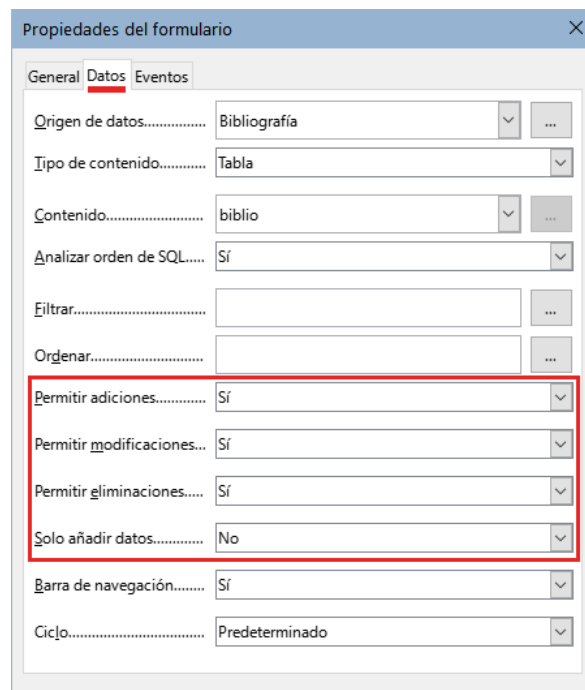 Propiedades del formulario
General Datos Eventos
Origen de datos................ Bibliografía ...
Tipo de contenido............ Tabla
Contenido......................... biblio ...
Analizar orden de SQL..... Sí
Filtrar.................................. ...
Ordenar............................. ...
Permitir adiciones............. Sí
Permitir modificaciones... Sí
Permitir eliminaciones..... Sí
Solo añadir datos............. No
Barra de navegación........ Sí
Ciclo................................... Predeterminado